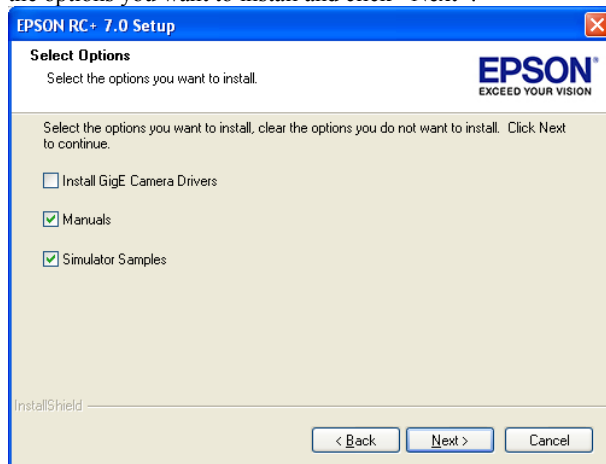 the options you want to install and click "Next".
EPSON RC+ 7.0 Setup
Select Options
Select the options you want to install.
EPSON®
EXCEED YOUR VISION
Select the options you want to install, clear the options you do not want to install. Click Next
to continue.
Install GigE Camera Drivers
Manuals
Simulator Samples
InstallShield
< Back
Next >
Cancel